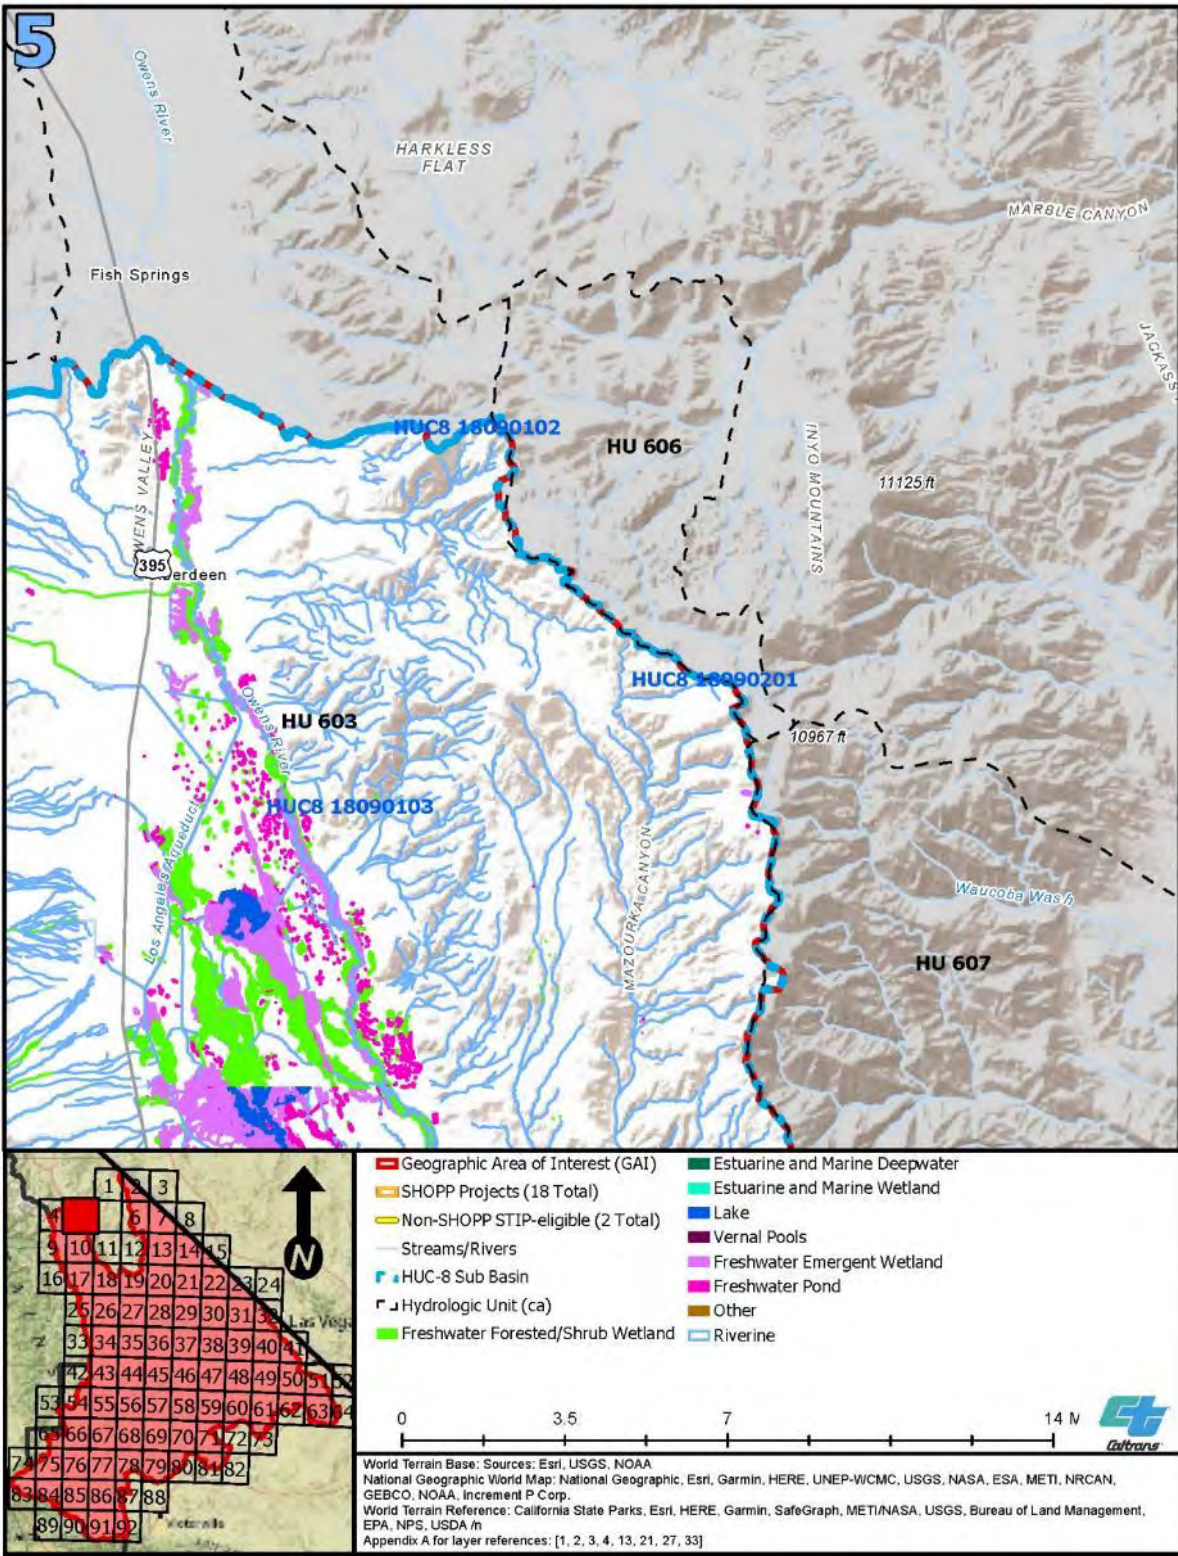 5
Owens River
HARKLESS
FLAT
MARBLE CANYON
Fish Springs
JACKASS
HUC8 18090102
HU 606
WENS VALLEY
INYO MOUNTAINS
11125 ft
395
erdeen
HUC8 18090201
Owens River
HU 603
10967 ft
HUC8 18090103
Los Angeles Aqueduct
MAZOURKA CANYON
Waucoba Wash
HU 607
1 2 3
4 6 7 8
9 10 11 12 13 14 15
16 17 18 19 20 21 22 23 24
25 26 27 28 29 30 31 32
Las Vega
33 34 35 36 37 38 39 40 41
42 43 44 45 46 47 48 49 50 51 52
53 54 55 56 57 58 59 60 61 62 63 64
65 66 67 68 69 70 71 72 73
74 75 76 77 78 79 80 81 82
83 84 85 86 87 88
Victorville
89 90 91 92
N
Geographic Area of Interest (GAI)
SHOPP Projects (18 Total)
Non-SHOPP STIP-eligible (2 Total)
Streams/Rivers
HUC-8 Sub Basin
Hydrologic Unit (ca)
Freshwater Forested/Shrub Wetland
Estuarine and Marine Deepwater
Estuarine and Marine Wetland
Lake
Vernal Pools
Freshwater Emergent Wetland
Freshwater Pond
Other
Riverine
0 3.5 7 14 M
Caltrans
World Terrain Base: Sources: Esri, USGS, NOAA
National Geographic World Map: National Geographic, Esri, Garmin, HERE, UNEP-WCMC, USGS, NASA, ESA, METI, NRCAN,
GEBCO, NOAA, Increment P Corp.
World Terrain Reference: California State Parks, Esri, HERE, Garmin, SafeGraph, METI/NASA, USGS, Bureau of Land Management,
EPA, NPS, USDA /n
Appendix A for layer references: [1, 2, 3, 4, 13, 21, 27, 33]